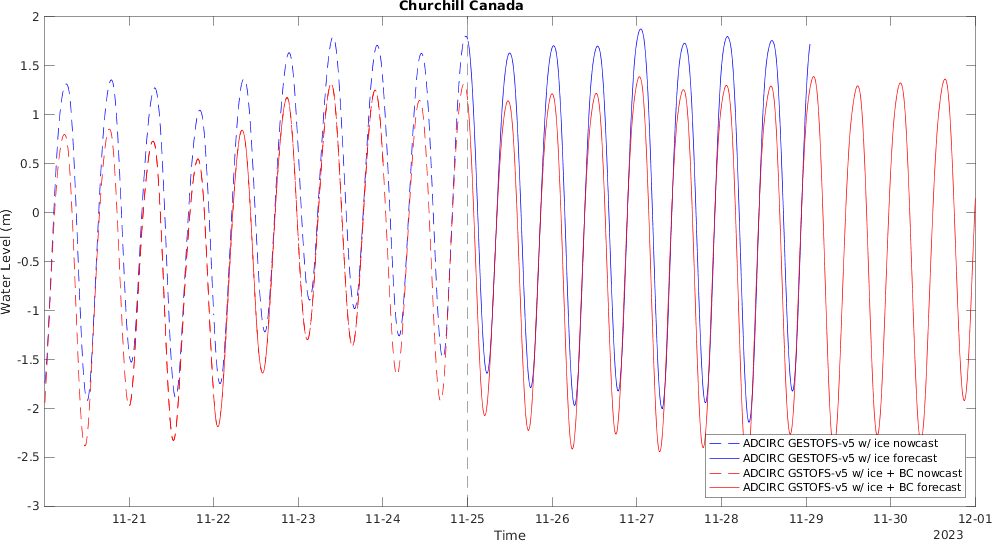 Churchill Canada
2
1.5
1
0.5
0
-0.5
-1
-1.5
-2
-2.5
-3
Water Level (m)
ADCIRC GESTOFS-v5 w/ ice nowcast
ADCIRC GESTOFS-v5 w/ ice forecast
ADCIRC GSTOFS-v5 w/ ice + BC nowcast
ADCIRC GSTOFS-v5 w/ ice + BC forecast
11-21 11-22 11-23 11-24 11-25 11-26 11-27 11-28 11-29 11-30 12-01
Time
2023